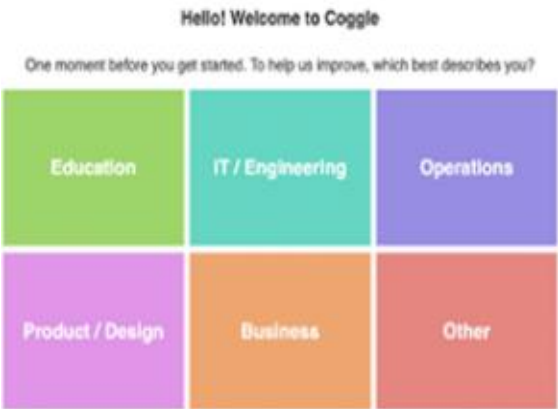 Hello! Welcome to Coggle
One moment before you get started. To help us improve, which best describes you?
Education
IT / Engineering
Operations
Product / Design
Business
Other